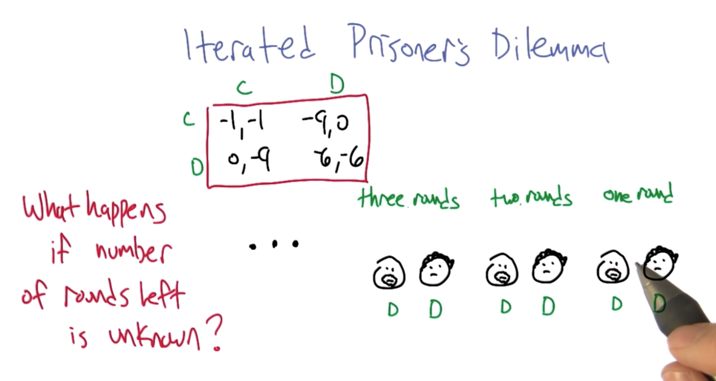 Iterated Prisoner's Dilemma
C D
C -1,-1 -9,0
D 0,-9 -6,-6
three rounds two rounds one round
What happens
if number
of rounds left
is unknown?
...
D D D D D D